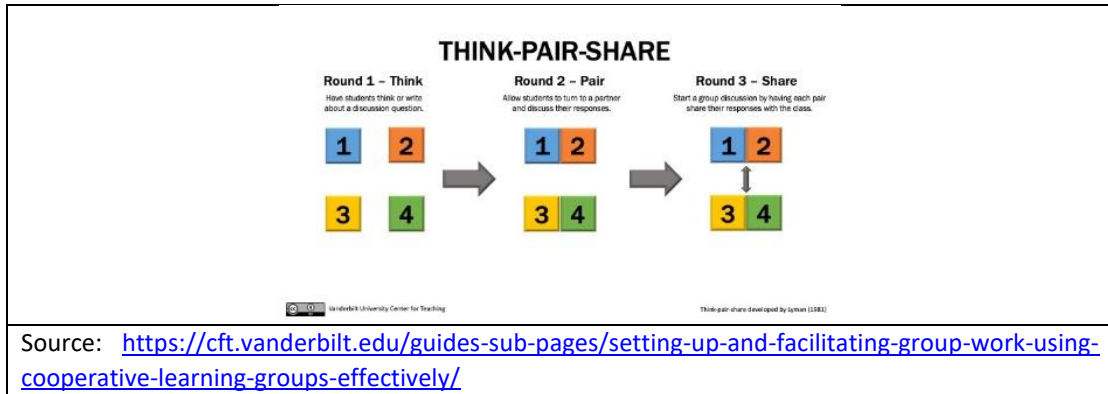 THINK-PAIR-SHARE
Round 1 – Think
Have students think or write
about a discussion question.
Round 2 – Pair
Allow students to turn to a partner
and discuss their responses.
Round 3 – Share
Start a group discussion by having each pair
share their responses with the class.
1 2
3 4
1 2
3 4
1 2
3 4
Vanderbilt University Center for Teaching
Think-pair-share developed by Lyman (1981)
Source: https://cft.vanderbilt.edu/guides-sub-pages/setting-up-and-facilitating-group-work-using-
cooperative-learning-groups-effectively/